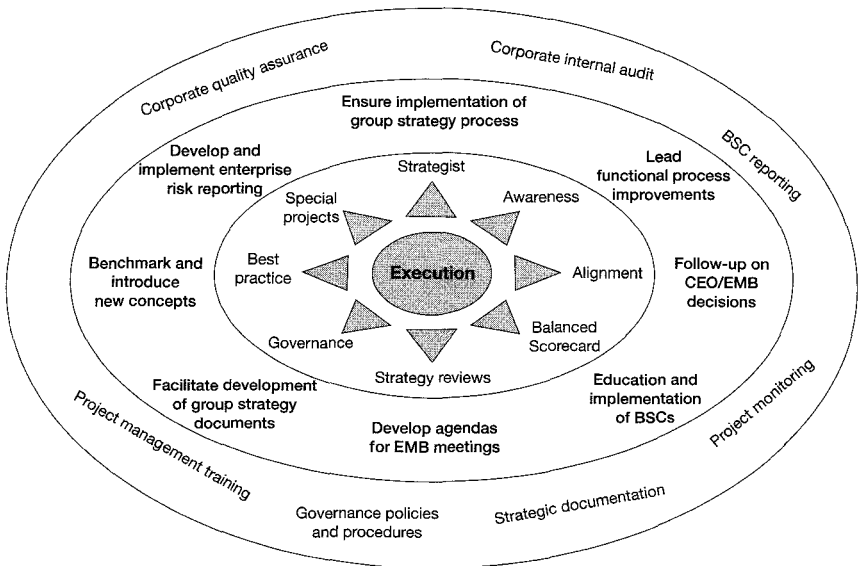 Corporate quality assurance
Corporate internal audit
BSC reporting
Project monitoring
Strategic documentation
Governance policies
and procedures
Project management training
Ensure implementation of
group strategy process
Lead
functional process
improvements
Follow-up on
CEO/EMB
decisions
Education and
implementation
of BSCs
Develop agendas
for EMB meetings
Facilitate development
of group strategy
documents
Benchmark and
introduce
new concepts
Develop and
implement enterprise
risk reporting
Strategist
Awareness
Alignment
Balanced
Scorecard
Strategy reviews
Governance
Best
practice
Special
projects
Execution